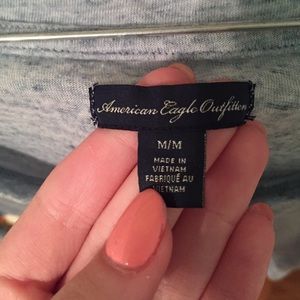 American Eagle Outfitters
M/M
MADE IN
VIETNAM
FABRIQUÉ AU
VIETNAM